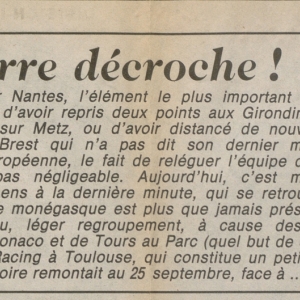 rre décroche !
r Nantes, l'élément le plus important
d'avoir repris deux points aux Girondin
sur Metz, ou d'avoir distancé de nouve
Brest qui n'a pas dit son dernier m
ropéenne, le fait de reléguer l'équipe d
pas négligeable. Aujourd'hui, c'est m
ens à la dernière minute, qui se retrou
e monégasque est plus que jamais prés
u, léger regroupement, à cause des
onaco et de Tours au Parc (quel but de
Racing à Toulouse, qui constitue un peti
oire remontait au 25 septembre, face à ..